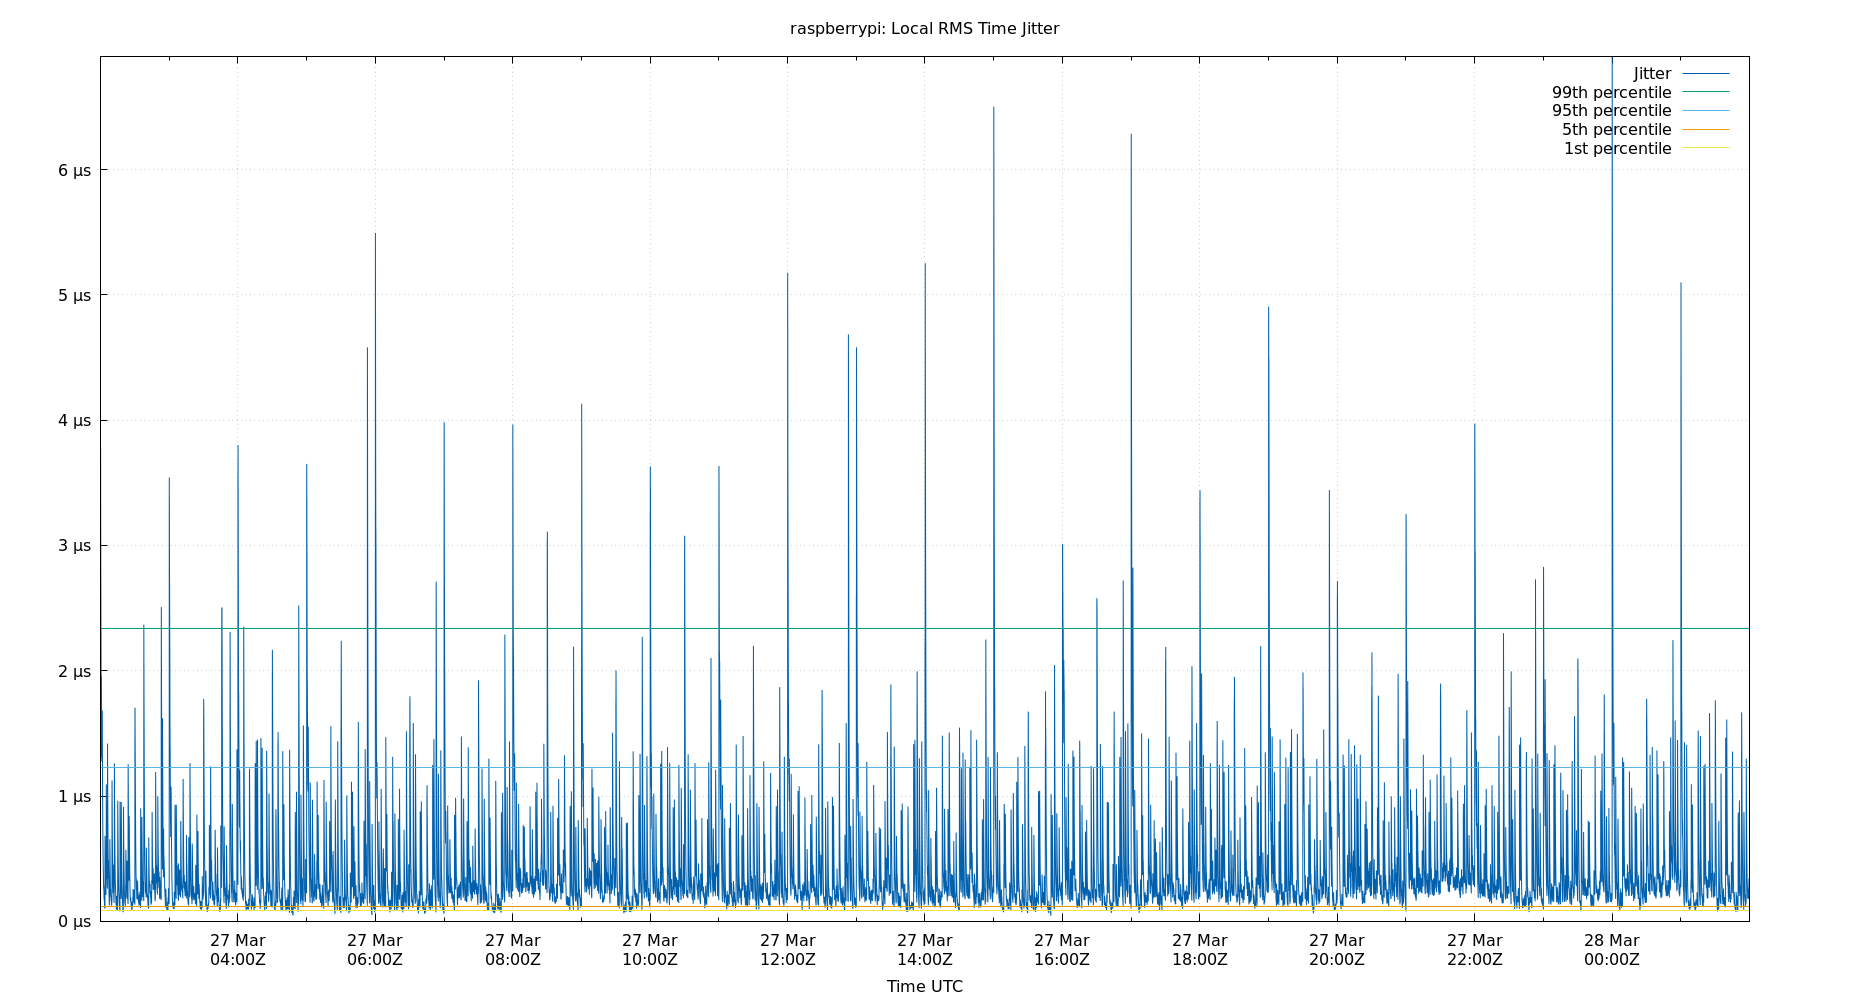 raspberrypi: Local RMS Time Jitter
Jitter
99th percentile
95th percentile
5th percentile
1st percentile
6 µs
5 µs
4 µs
3 µs
2 µs
1 µs
0 µs
27 Mar 27 Mar 27 Mar 27 Mar 27 Mar 27 Mar 27 Mar 27 Mar 27 Mar 27 Mar 28 Mar
04:00Z 06:00Z 08:00Z 10:00Z 12:00Z 14:00Z 16:00Z 18:00Z 20:00Z 22:00Z 00:00Z
Time UTC